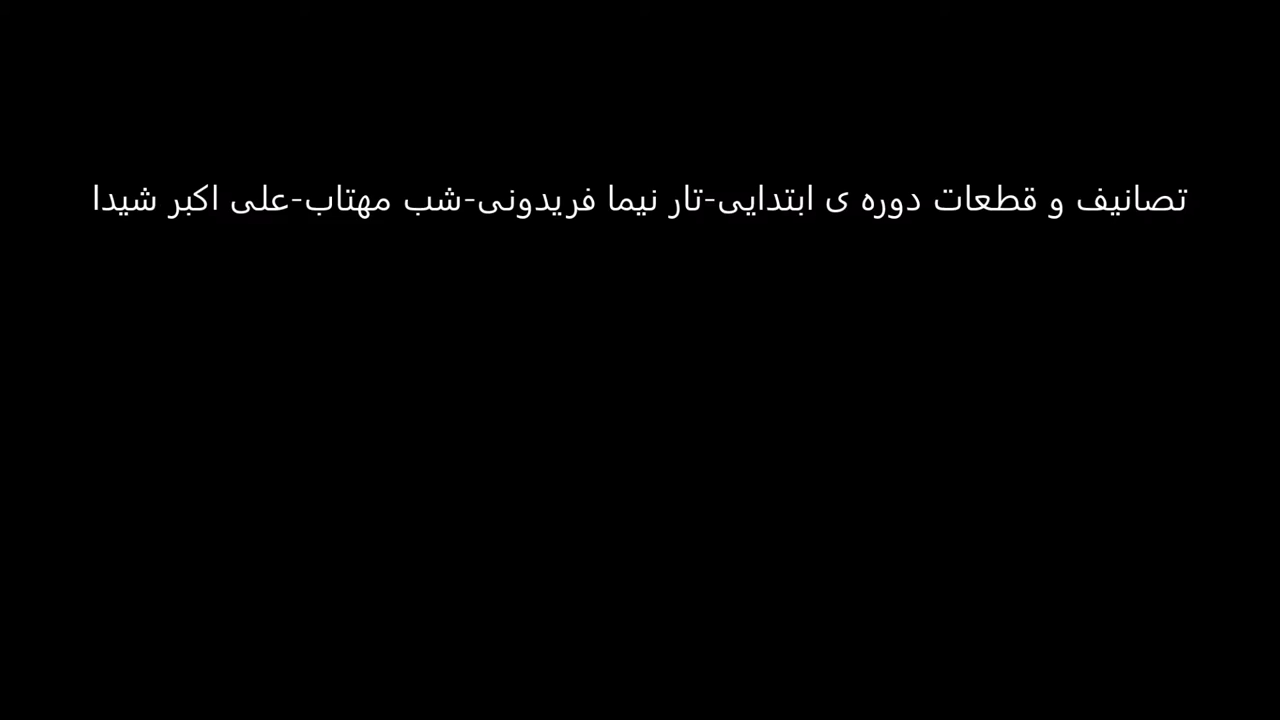 تصانیف و قطعات دوره ی ابتدایی-تار نیما فریدونی-شب مهتاب-علی اکبر شیدا